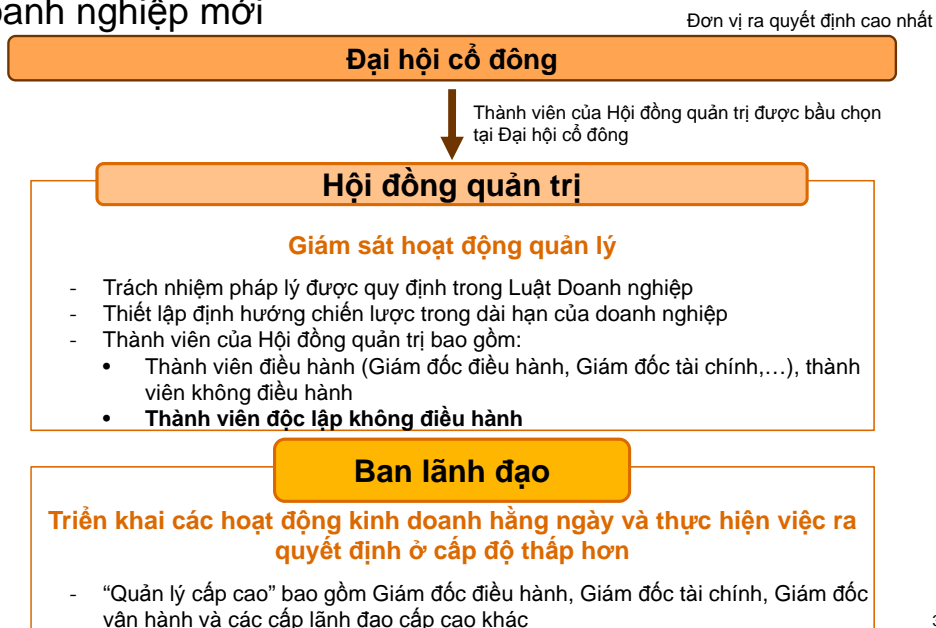 anh nghiệp mới
Đơn vị ra quyết định cao nhất
Đại hội cổ đông
Thành viên của Hội đồng quản trị được bầu chọn
tại Đại hội cổ đông
Hội đồng quản trị
Giám sát hoạt động quản lý
- Trách nhiệm pháp lý được quy định trong Luật Doanh nghiệp
- Thiết lập định hướng chiến lược trong dài hạn của doanh nghiệp
- Thành viên của Hội đồng quản trị bao gồm:
• Thành viên điều hành (Giám đốc điều hành, Giám đốc tài chính,…), thành
viên không điều hành
• Thành viên độc lập không điều hành
Ban lãnh đạo
Triển khai các hoạt động kinh doanh hằng ngày và thực hiện việc ra
quyết định ở cấp độ thấp hơn
- “Quản lý cấp cao” bao gồm Giám đốc điều hành, Giám đốc tài chính, Giám đốc
vận hành và các cấp lãnh đạo cấp cao khác